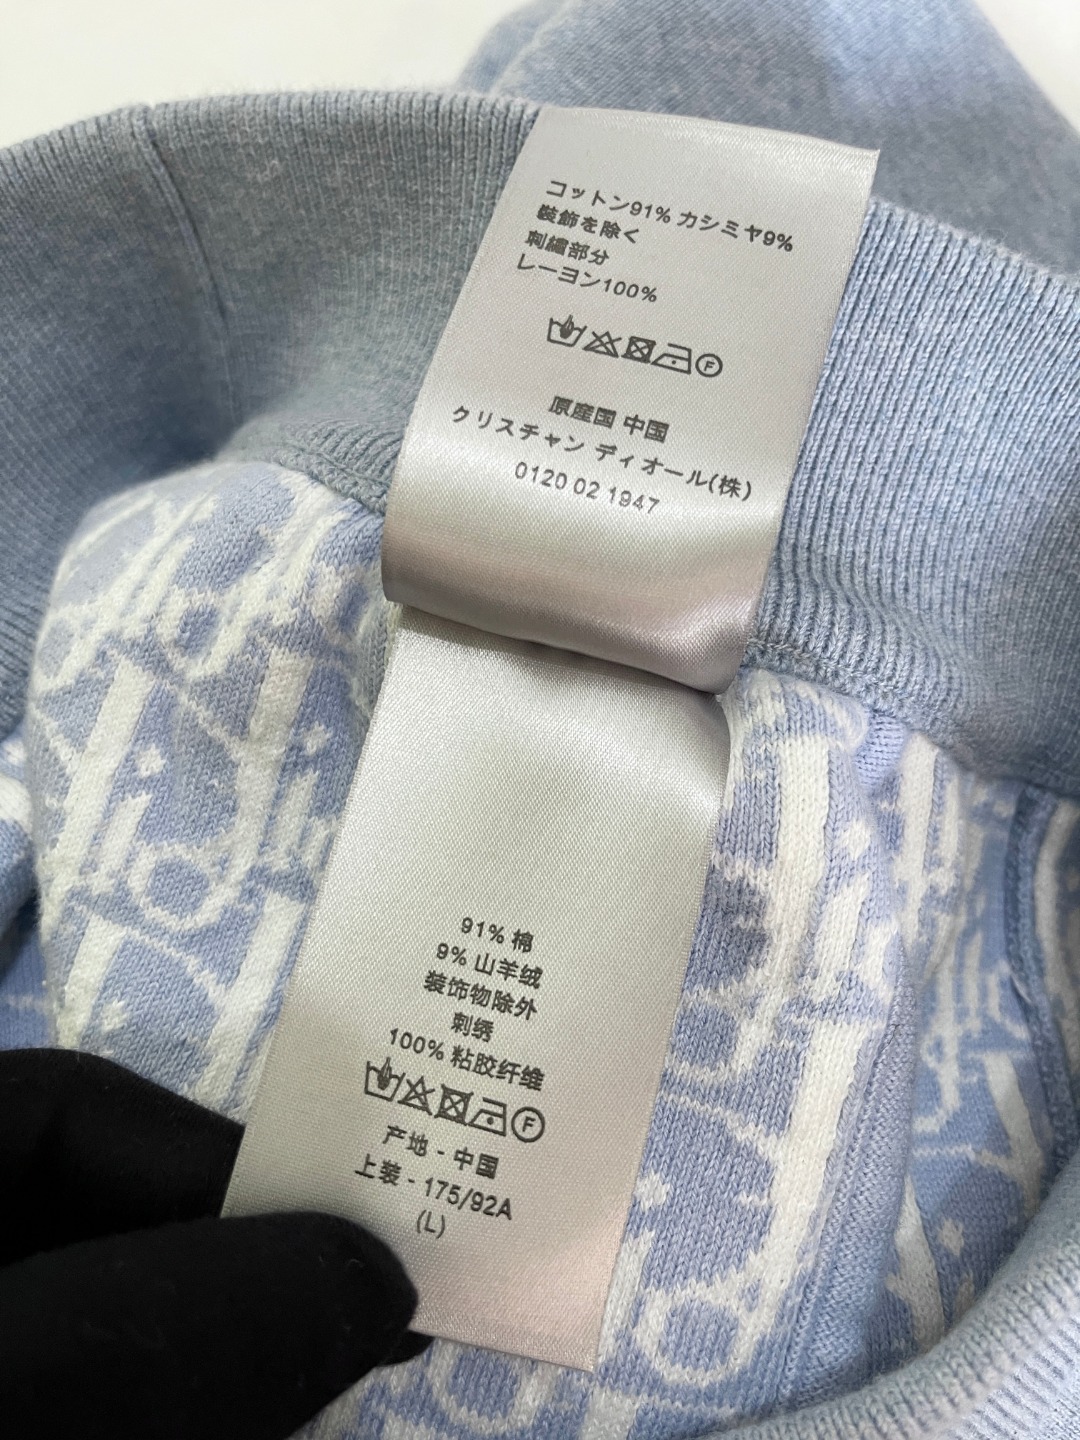 コットン91% カシミヤ9%
装飾を除く
刺繍部分
レーヨン100%
F
原産国 中国
クリスチャン ディオール(株)
0120 02 1947
91% 棉
9% 山羊绒
装饰物除外
刺绣
100% 粘胶纤维
F
产地 - 中国
上装 - 175/92A
(L)